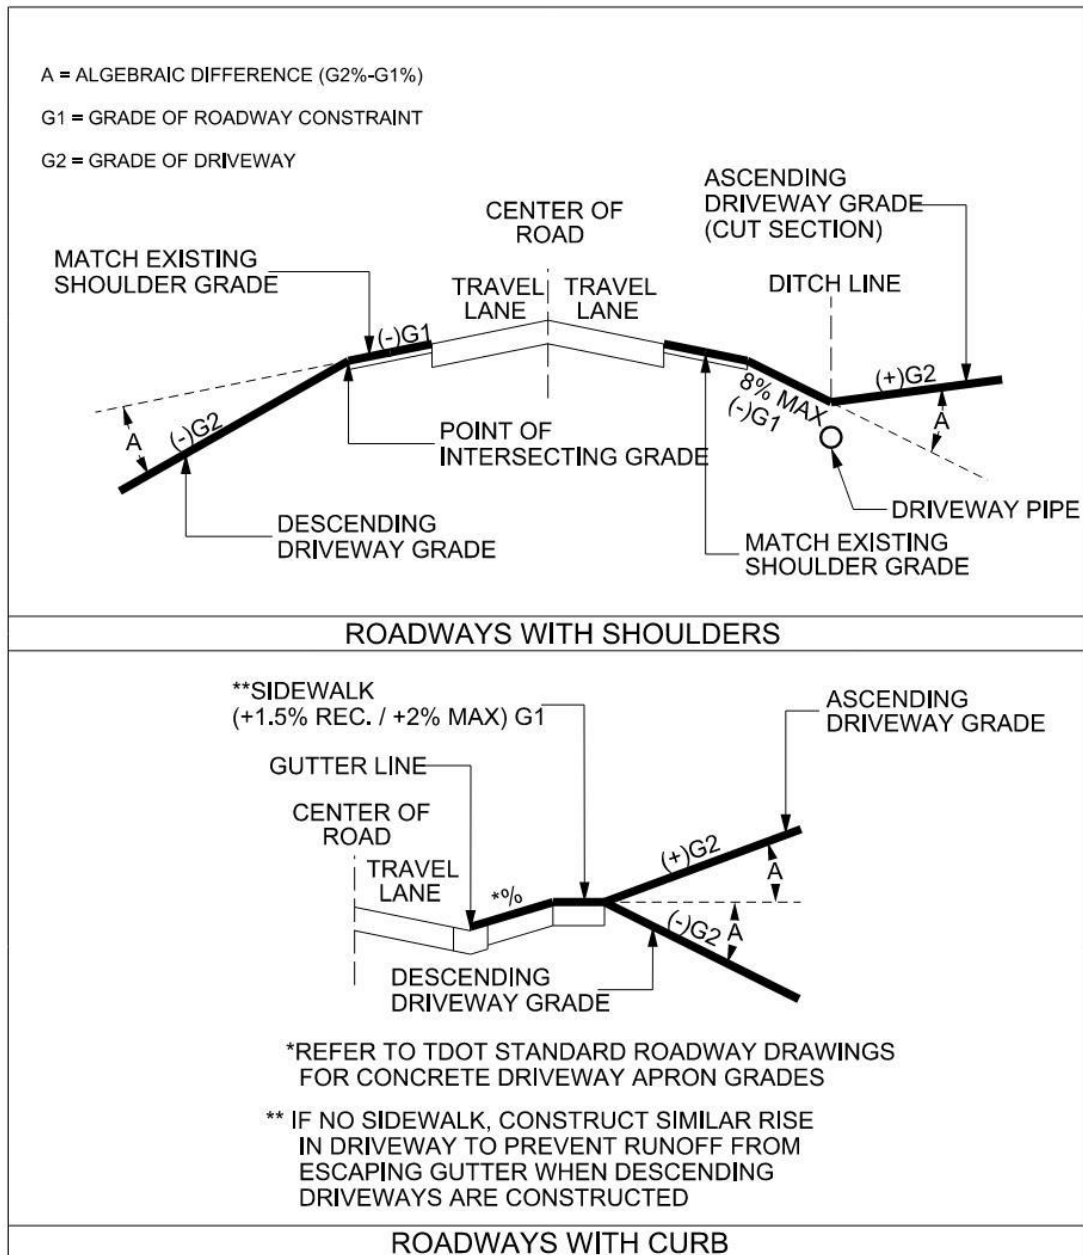 A = ALGEBRAIC DIFFERENCE (G2%-G1%)
G1 = GRADE OF ROADWAY CONSTRAINT
G2 = GRADE OF DRIVEWAY
ASCENDING
DRIVEWAY GRADE
(CUT SECTION)
CENTER OF
ROAD
MATCH EXISTING
SHOULDER GRADE
TRAVEL
LANE
TRAVEL
LANE
DITCH LINE
(-)G1
(+)G2
8% MAX
(-)G1
A
(-)G2
A
POINT OF
INTERSECTING GRADE
DRIVEWAY PIPE
DESCENDING
DRIVEWAY GRADE
MATCH EXISTING
SHOULDER GRADE
ROADWAYS WITH SHOULDERS
**SIDEWALK
(+1.5% REC. / +2% MAX) G1
ASCENDING
DRIVEWAY GRADE
GUTTER LINE
CENTER OF
ROAD
TRAVEL
LANE
*%
(+)G2
A
(-)G2
A
DESCENDING
DRIVEWAY GRADE
*REFER TO TDOT STANDARD ROADWAY DRAWINGS
FOR CONCRETE DRIVEWAY APRON GRADES
** IF NO SIDEWALK, CONSTRUCT SIMILAR RISE
IN DRIVEWAY TO PREVENT RUNOFF FROM
ESCAPING GUTTER WHEN DESCENDING
DRIVEWAYS ARE CONSTRUCTED
ROADWAYS WITH CURB